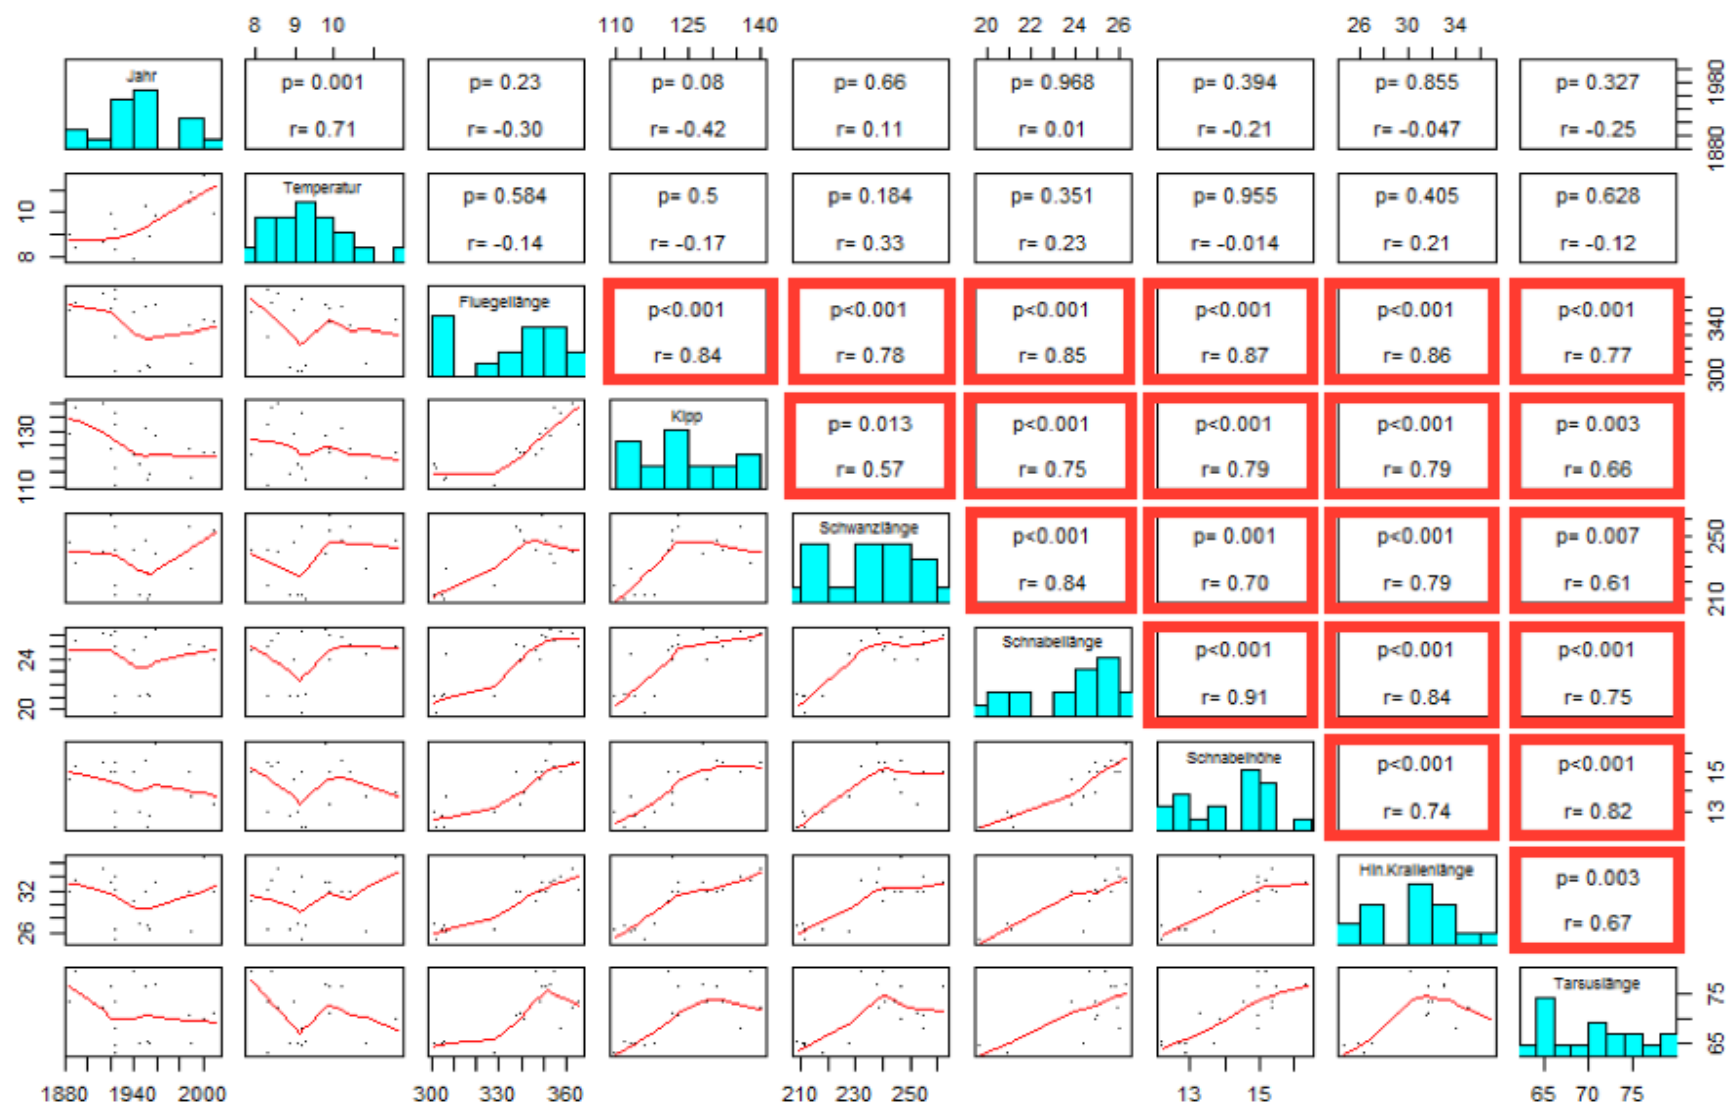 8 9 10 110 125 140 20 22 24 26 26 30 34
Jahr p= 0.001 p= 0.23 p= 0.08 p= 0.66 p= 0.968 p= 0.394 p= 0.855 p= 0.327
r= 0.71 r= -0.30 r= -0.42 r= 0.11 r= 0.01 r= -0.21 r= -0.047 r= -0.25
1880 1980
Temperatur p= 0.584 p= 0.5 p= 0.184 p= 0.351 p= 0.955 p= 0.405 p= 0.628
r= -0.14 r= -0.17 r= 0.33 r= 0.23 r= -0.014 r= 0.21 r= -0.12
8 10
Fluegellänge p<0.001 p<0.001 p<0.001 p<0.001 p<0.001 p<0.001
r= 0.84 r= 0.78 r= 0.85 r= 0.87 r= 0.86 r= 0.77
300 340
Kipp p= 0.013 p<0.001 p<0.001 p<0.001 p= 0.003
r= 0.57 r= 0.75 r= 0.79 r= 0.79 r= 0.66
110 130
Schwanzlänge p<0.001 p= 0.001 p<0.001 p= 0.007
r= 0.84 r= 0.70 r= 0.79 r= 0.61
210 250
Schnabellänge p<0.001 p<0.001 p<0.001
r= 0.91 r= 0.84 r= 0.75
20 24
Schnabelhöhe p<0.001 p<0.001
r= 0.74 r= 0.82
13 15
Hin.Krallenlänge p= 0.003
r= 0.67
26 32
Tarsuslänge
65 75
1880 1940 2000 300 330 360 210 230 250 13 15 65 70 75